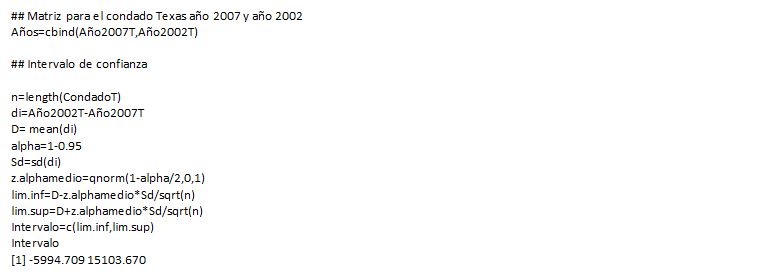 ## Matriz para el condado Texas año 2007 y año 2002
Años=cbind(Año2007T,Año2002T)
## Intervalo de confianza
n=length(CondadoT)
di=Año2002T-Año2007T
D= mean(di)
alpha=1-0.95
Sd=sd(di)
z.alphamedio=qnorm(1-alpha/2,0,1)
lim.inf=D-z.alphamedio*Sd/sqrt(n)
lim.sup=D+z.alphamedio*Sd/sqrt(n)
Intervalo=c(lim.inf,lim.sup)
Intervalo
[1] -5994.709 15103.670